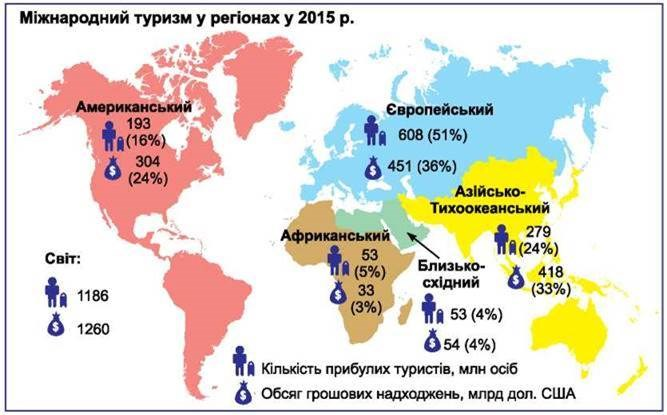 Міжнародний туризм у регіонах у 2015 р.
Американський
193
(16%)
304
(24%)
Європейський
608 (51%)
451 (36%)
Азійсько-
Тихоокеанський
279
(24%)
418
(33%)
Африканський
53
(5%)
33
(3%)
Близько-
східний
53 (4%)
54 (4%)
Світ:
1186
1260
Кількість прибулих туристів, млн осіб
Обсяг грошових надходжень, млрд дол. США